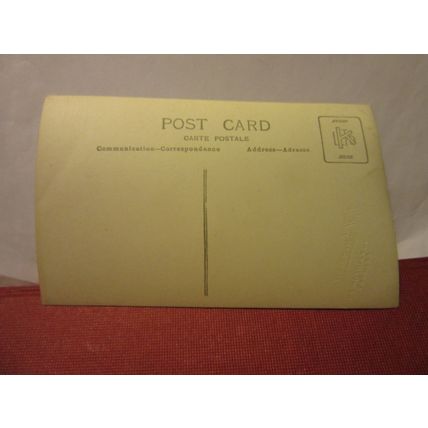 POST CARD
CARTE POSTALE
Communication—Correspondance Address—Adresse